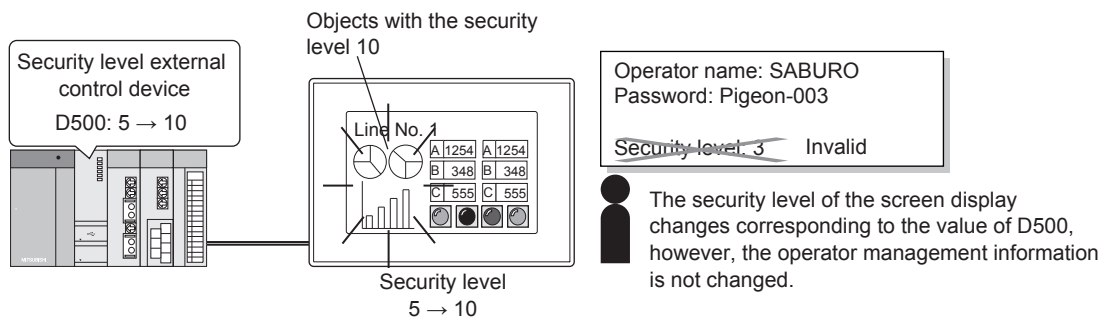 Objects with the security
level 10
Security level external
control device
D500: 5 → 10
MITSUBISHI
Line No. 1
A 1254 A 1254
B 348 B 348
C 555 C 555
Security level
5 → 10
Operator name: SABURO
Password: Pigeon-003
Security level: 3 Invalid
The security level of the screen display
changes corresponding to the value of D500,
however, the operator management information
is not changed.